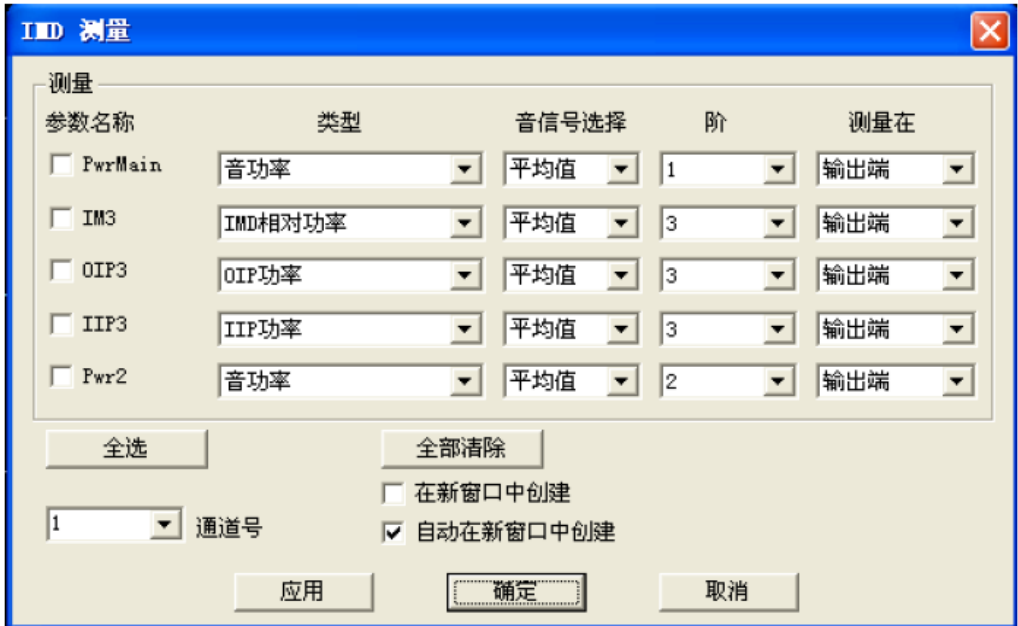 IMD 测量
测量
参数名称 类型 音信号选择 阶 测量在
PwrMain 音功率 平均值 1 输出端
IM3 IMD相对功率 平均值 3 输出端
OIP3 OIP功率 平均值 3 输出端
IIP3 IIP功率 平均值 3 输出端
Pwr2 音功率 平均值 2 输出端
全选 全部清除
在新窗口中创建
1 通道号 自动在新窗口中创建
应用 确定 取消